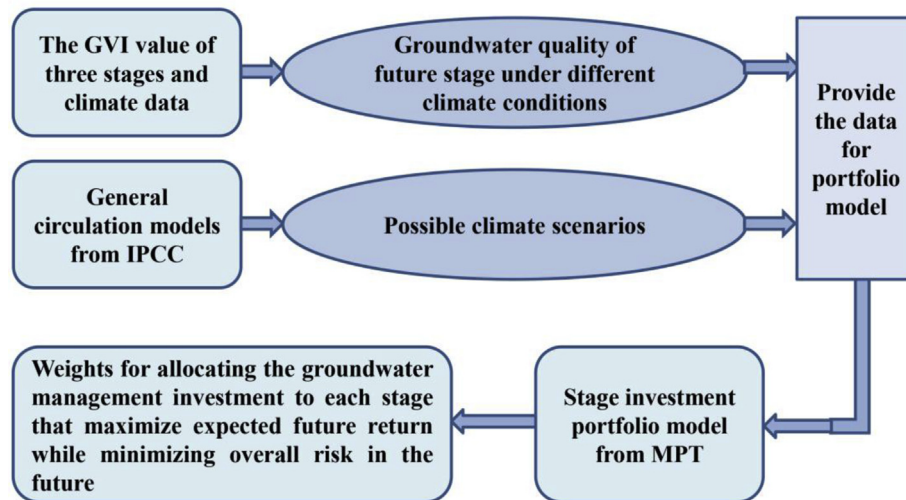 The GVI value of
three stages and
climate data
Groundwater quality of
future stage under different
climate conditions
Provide
the data
for
portfolio
model
General
circulation models
from IPCC
Possible climate scenarios
Weights for allocating the groundwater
management investment to each stage
that maximize expected future return
while minimizing overall risk in the
future
Stage investment
portfolio model
from MPT